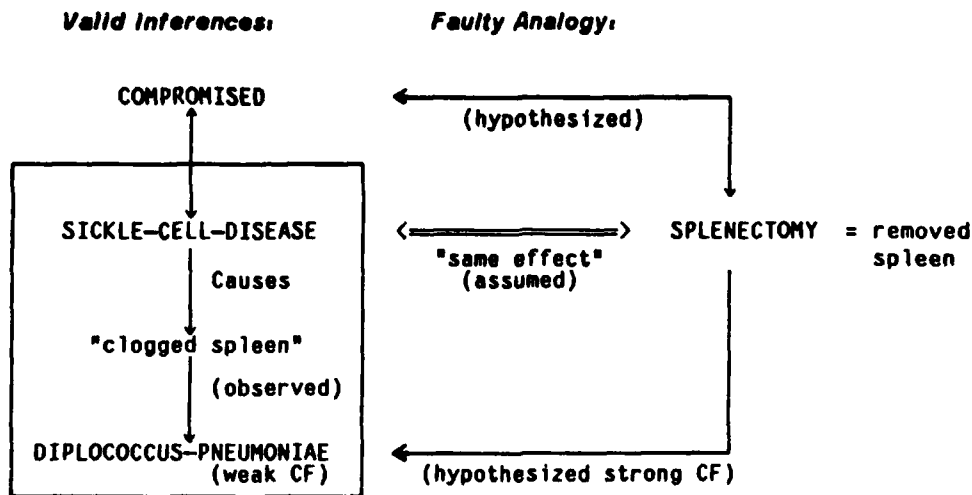 Valid Inferences: Faulty Analogy:
COMPROMISED
(hypothesized)
SICKLE-CELL-DISEASE <=====> SPLENECTOMY = removed
spleen
"same effect"
(assumed)
Causes
"clogged spleen"
(observed)
DIPLOCOCCUS-PNEUMONIAE
(weak CF) (hypothesized strong CF)